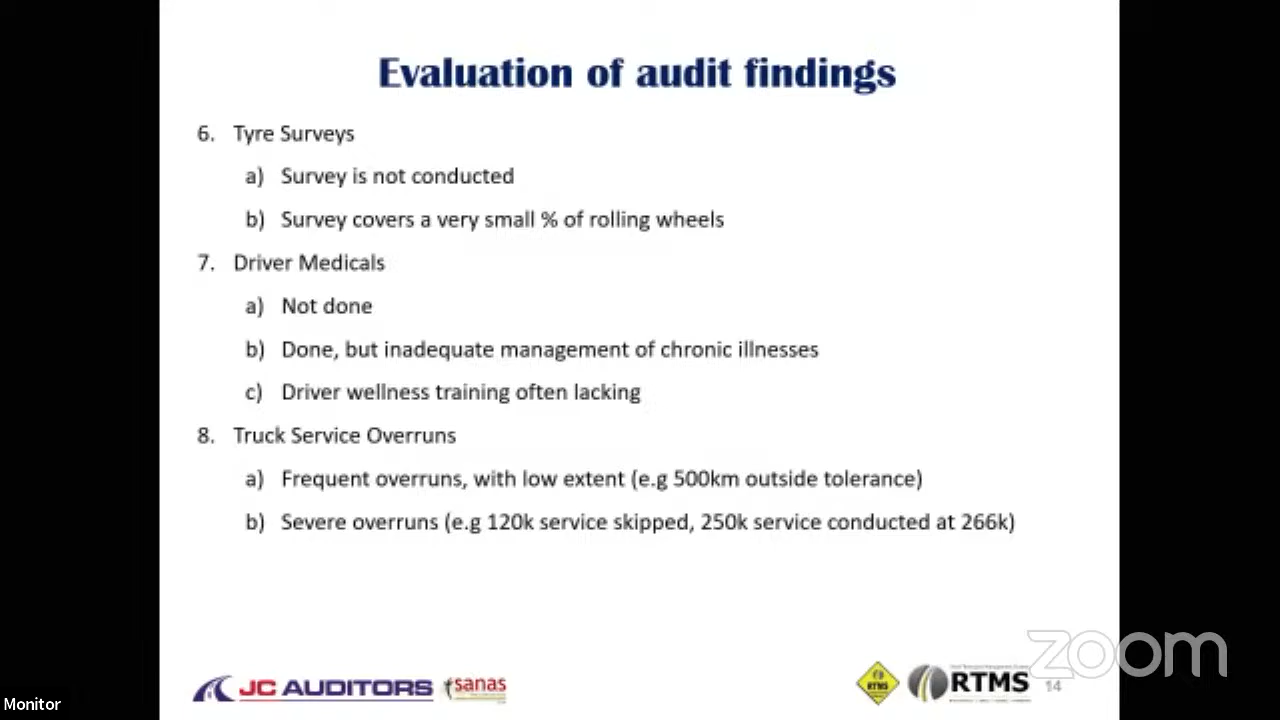 Evaluation of audit findings
6. Tyre Surveys
a) Survey is not conducted
b) Survey covers a very small % of rolling wheels
7. Driver Medicals
a) Not done
b) Done, but inadequate management of chronic illnesses
c) Driver wellness training often lacking
8. Truck Service Overruns
a) Frequent overruns, with low extent (e.g 500km outside tolerance)
b) Severe overruns (e.g 120k service skipped, 250k service conducted at 266k)
zoom
JC AUDITORS
sanas
RTMS
RTMS
14
Monitor